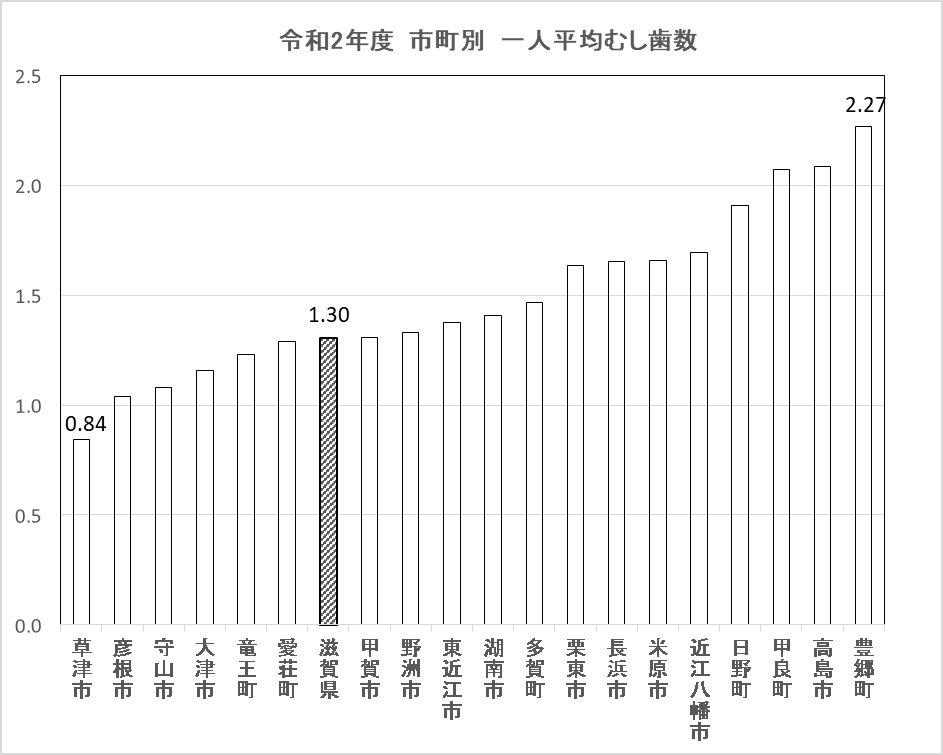 令和2年度 市町別 一人平均むし歯数
2.5
2.0
1.5
1.0
0.5
0.0
0.84
1.30
2.27
草津市
彦根市
守山市
大津市
竜王町
愛荘町
滋賀県
甲賀市
野洲市
東近江市
湖南市
多賀町
栗東市
長浜市
米原市
近江八幡市
日野町
甲良町
高島市
豊郷町